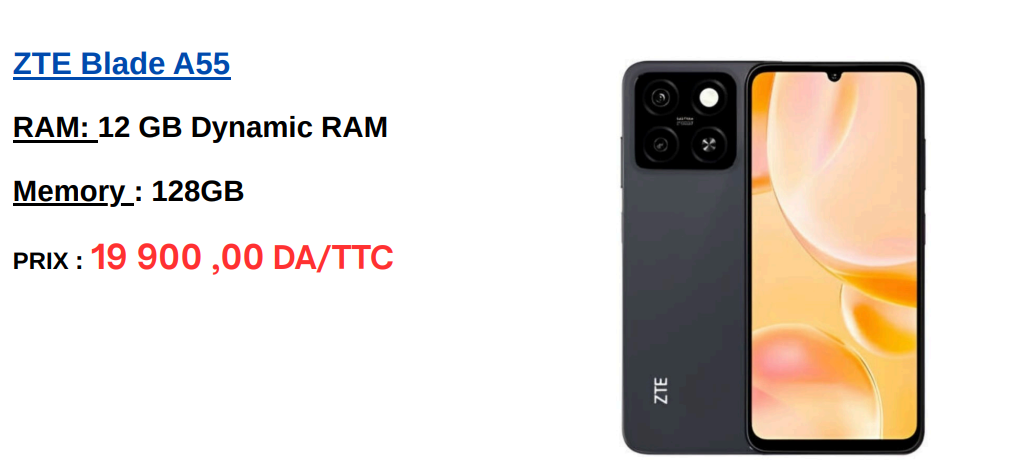 ZTE Blade A55
RAM: 12 GB Dynamic RAM
Memory : 128GB
PRIX : 19 900 ,00 DA/TTC
ZTE